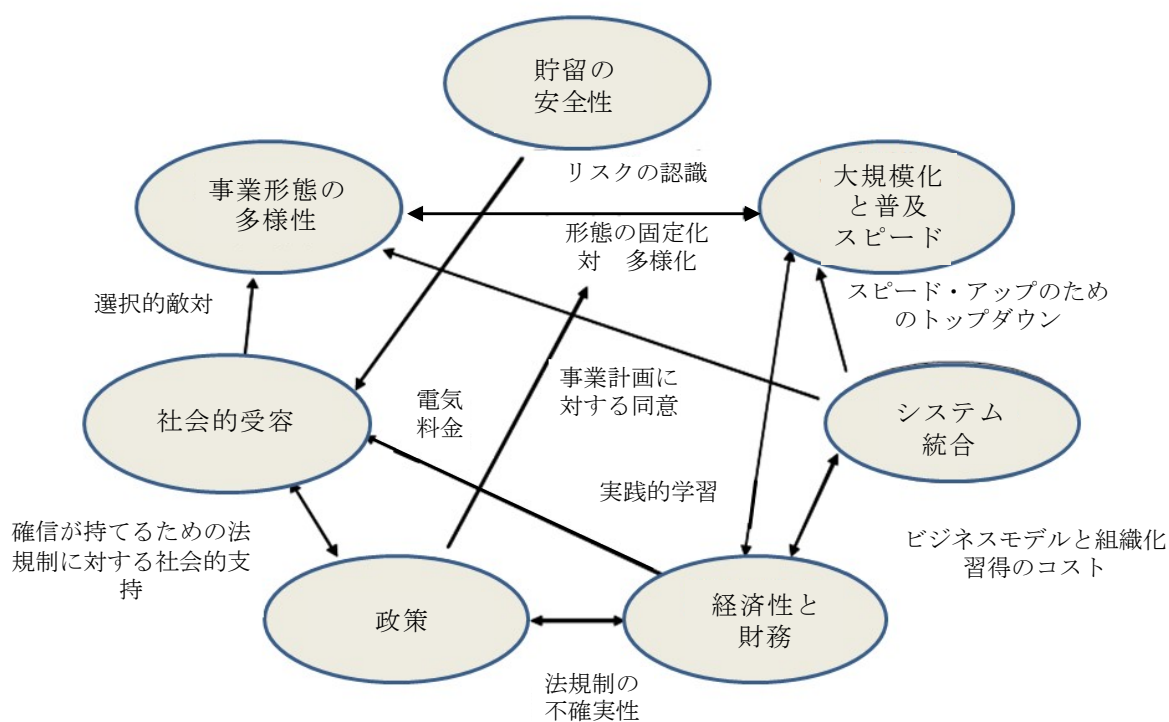 貯留の
安全性
リスクの認識
事業形態の
多様性
大規模化
と普及
スピード
形態の固定化
対　多様化
選択的敵対
スピード・アップのため
のトップダウン
社会的受容
電気
料金
事業計画に
対する同意
システム
統合
実践的学習
確信が持てるための法
規制に対する社会的支
持
ビジネスモデルと組織化
習得のコスト
政策
経済性と
財務
法規制の
不確実性